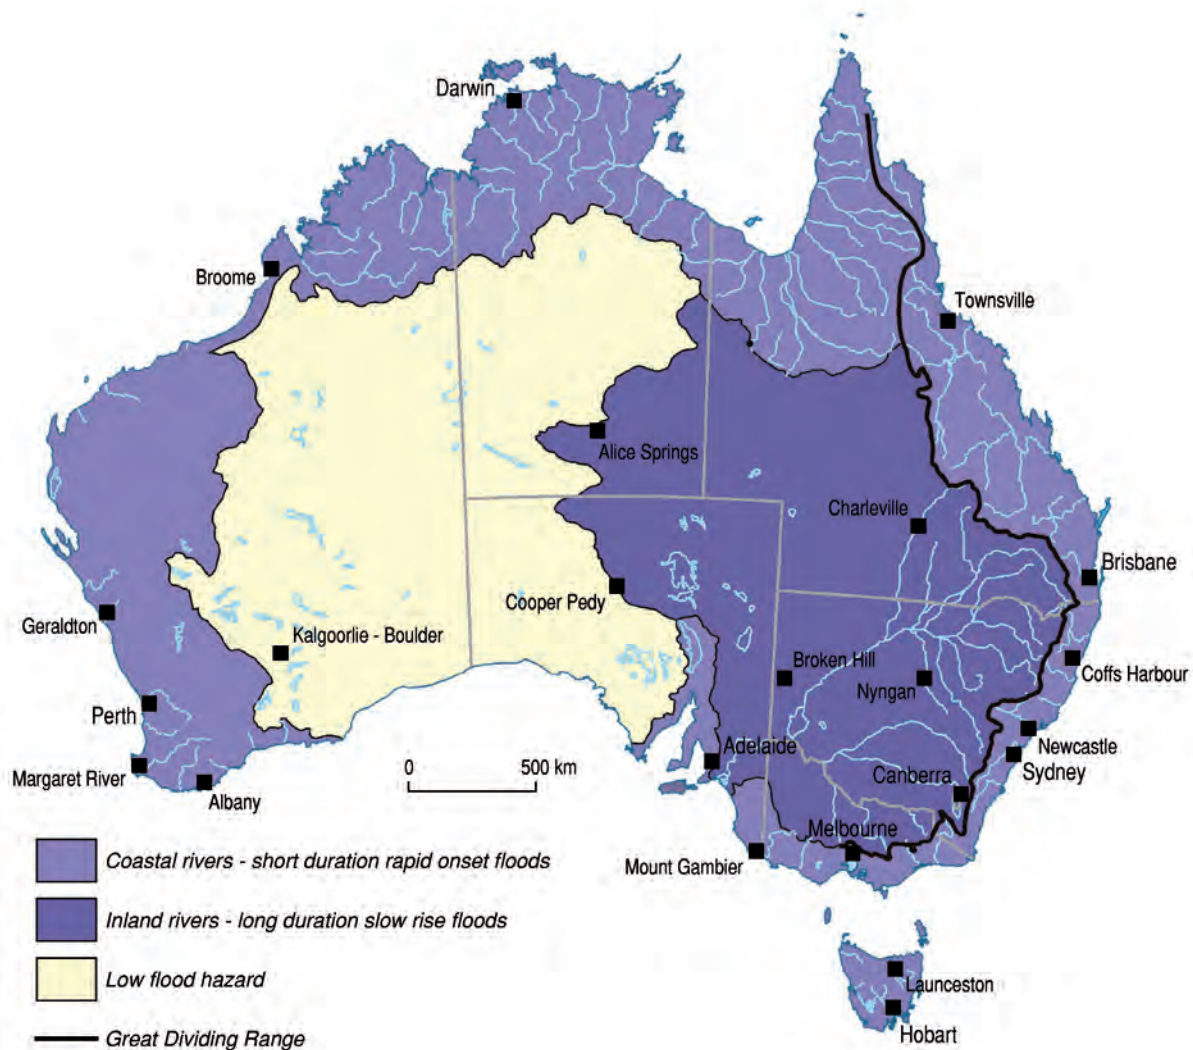 Darwin
Broome
Townsville
Alice Springs
Charleville
Brisbane
Cooper Pedy
Geraldton
Kalgoorlie - Boulder
Broken Hill
Coffs Harbour
Nyngan
Perth
Newcastle
Adelaide
Sydney
0 500 km
Margaret River
Canberra
Albany
Melbourne
Mount Gambier
Launceston
Hobart
Coastal rivers - short duration rapid onset floods
Inland rivers - long duration slow rise floods
Low flood hazard
Great Dividing Range